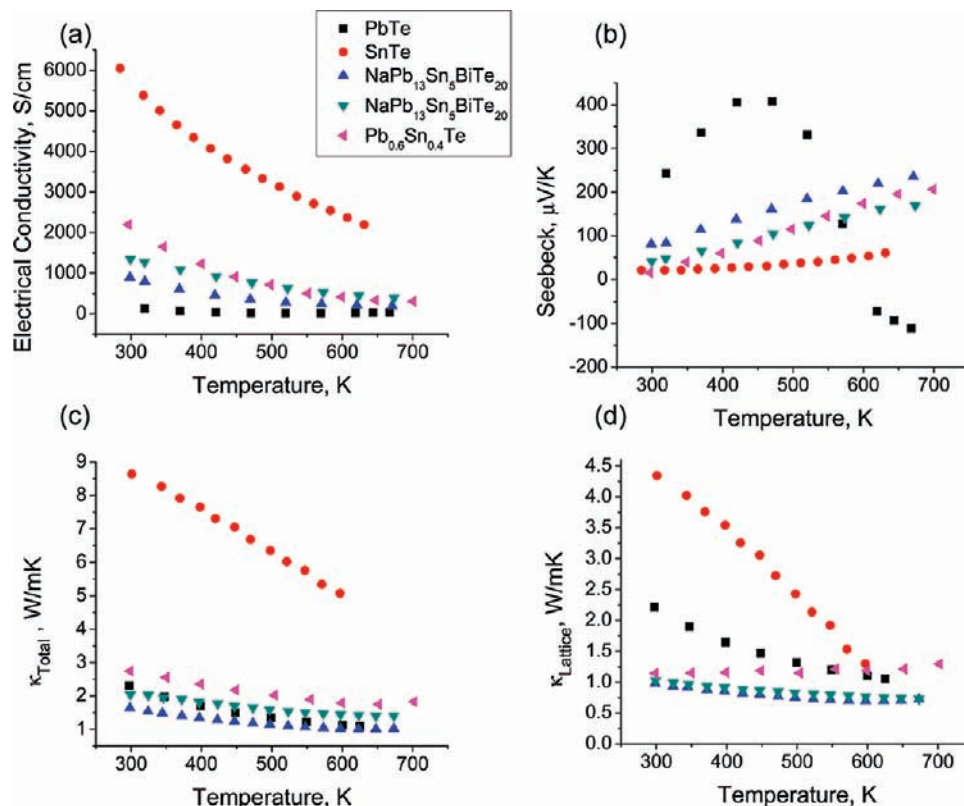 (a)
PbTe
SnTe
NaPb₁₃Sn₅BiTe₂₀
NaPb₁₃Sn₅BiTe₂₀
Pb₀.₆Sn₀.₄Te
Electrical Conductivity, S/cm
6000
5000
4000
3000
2000
1000
0
300 400 500 600 700
Temperature, K
(b)
Seebeck, μV/K
400
300
200
100
0
-100
-200
300 400 500 600 700
Temperature, K
(c)
κTotal , W/mK
9
8
7
6
5
4
3
2
1
300 400 500 600 700
Temperature, K
(d)
κLattice, W/mK
4.5
4.0
3.5
3.0
2.5
2.0
1.5
1.0
0.5
0.0
300 400 500 600 700
Temperature, K